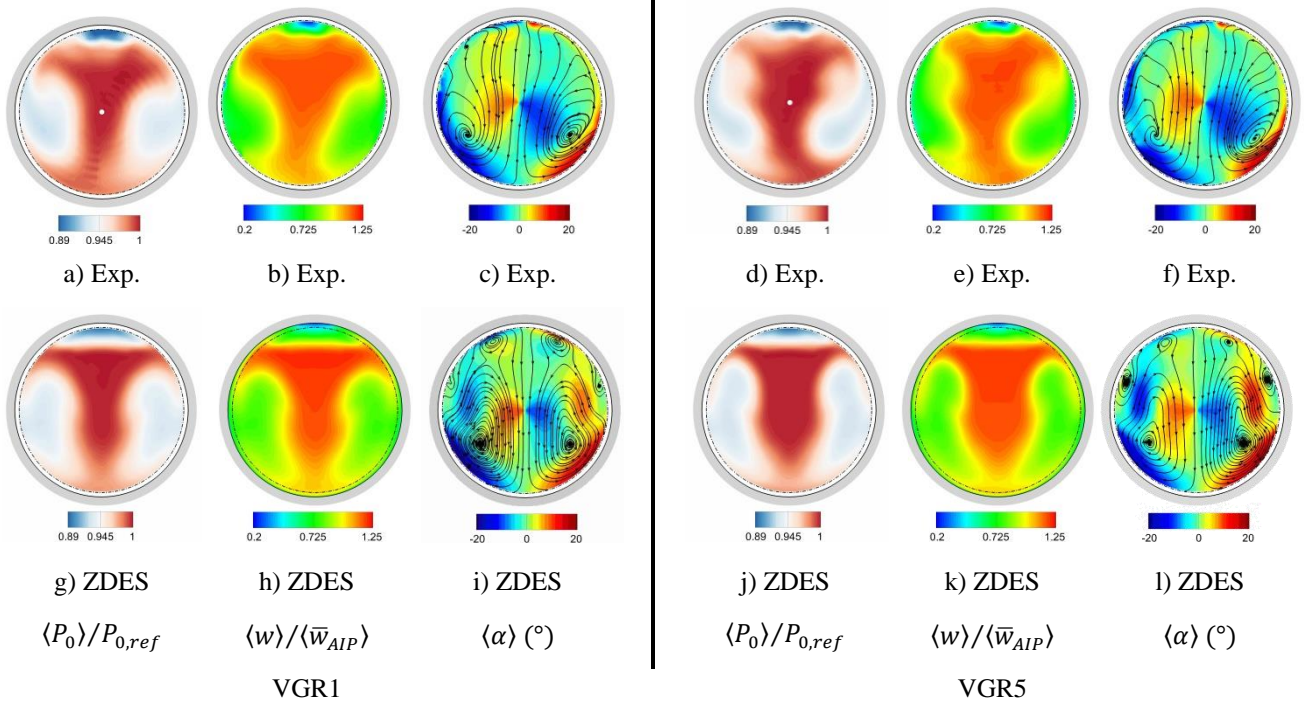 0.89 0.945 1 0.2 0.725 1.25 -20 0 20 0.89 0.945 1 0.2 0.725 1.25 -20 0 20
a) Exp. b) Exp. c) Exp. d) Exp. e) Exp. f) Exp.
0.89 0.945 1 0.2 0.725 1.25 -20 0 20 0.89 0.945 1 0.2 0.725 1.25 -20 0 20
g) ZDES h) ZDES i) ZDES j) ZDES k) ZDES l) ZDES
⟨P₀⟩/P₀,ref ⟨w⟩/⟨w̅_AIP⟩ ⟨α⟩ (°) ⟨P₀⟩/P₀,ref ⟨w⟩/⟨w̅_AIP⟩ ⟨α⟩ (°)
VGR1 VGR5